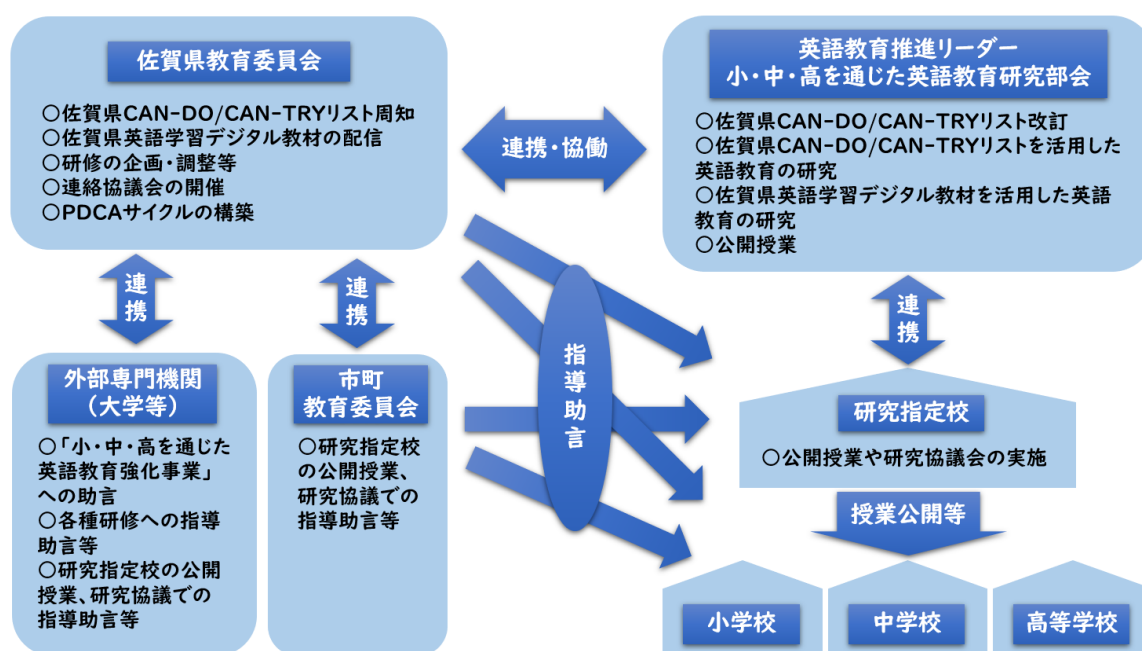 佐賀県教育委員会
○佐賀県CAN-DO/CAN-TRYリスト周知
○佐賀県英語学習デジタル教材の配信
○研修の企画・調整等
○連絡協議会の開催
○PDCAサイクルの構築
連携・協働
英語教育推進リーダー
小・中・高を通じた英語教育研究部会
○佐賀県CAN-DO/CAN-TRYリスト改訂
○佐賀県CAN-DO/CAN-TRYリストを活用した
英語教育の研究
○佐賀県英語学習デジタル教材を活用した英語
教育の研究
○公開授業
連携
連携
連携
外部専門機関
（大学等）
○「小・中・高を通じた
英語教育強化事業」
への助言
○各種研修への指導
助言等
○研究指定校の公開
授業、研究協議での
指導助言等
市町
教育委員会
○研究指定校
の公開授業、
研究協議での
指導助言等
指導助言
研究指定校
○公開授業や研究協議会の実施
授業公開等
小学校
中学校
高等学校